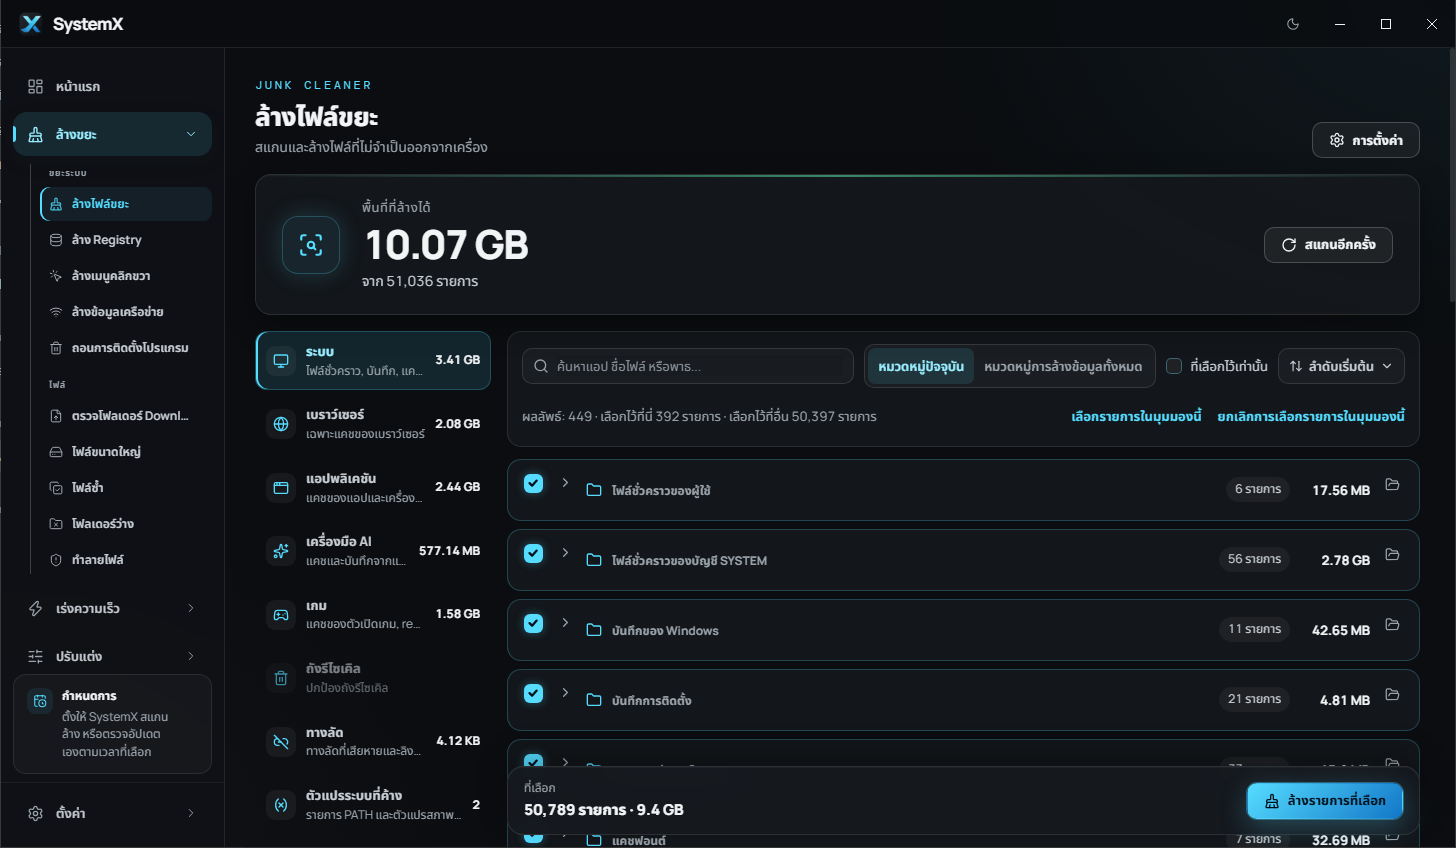 SystemX
หน้าแรก
ล้างขยะ
ขยะระบบ
ล้างไฟล์ขยะ
ล้าง Registry
ล้างเมนูคลิกขวา
ล้างข้อมูลเครือข่าย
ถอนการติดตั้งโปรแกรม
ไฟล์
ตรวจโฟลเดอร์ Downl...
ไฟล์ขนาดใหญ่
ไฟล์ซ้ำ
โฟลเดอร์ว่าง
ทำลายไฟล์
เร่งความเร็ว
ปรับแต่ง
กำหนดการ
ตั้งให้ SystemX สแกน
ล้าง หรือตรวจอัปเดต
เองตามเวลาที่เลือก
ตั้งค่า
JUNK CLEANER
ล้างไฟล์ขยะ
สแกนและล้างไฟล์ที่ไม่จำเป็นออกจากเครื่อง
การตั้งค่า
พื้นที่ที่ล้างได้
10.07 GB
จาก 51,036 รายการ
สแกนอีกครั้ง
ระบบ
ไฟล์ชั่วคราว, บันทึก, แค...
3.41 GB
เบราว์เซอร์
เฉพาะแคชของเบราว์เซอร์
2.08 GB
แอปพลิเคชัน
แคชของแอปและเครื่อง...
2.44 GB
เครื่องมือ AI
แคชและบันทึกจากแ...
577.14 MB
เกม
แคชของตัวเปิดเกม, re...
1.58 GB
ถังรีไซเคิล
ปกป้องถังรีไซเคิล
ทางลัด
ทางลัดที่เสียหายและลิง...
4.12 KB
ตัวแปรระบบที่ค้าง
รายการ PATH และตัวแปรสภาพ...
2
ค้นหาแอป ชื่อไฟล์ หรือพาธ...
หมวดหมู่ปัจจุบัน
หมวดหมู่การล้างข้อมูลทั้งหมด
ที่เลือกไว้เท่านั้น
ลำดับเริ่มต้น
ผลลัพธ์: 449 · เลือกไว้ที่นี่ 392 รายการ · เลือกไว้ที่อื่น 50,397 รายการ
เลือกรายการในมุมมองนี้
ยกเลิกการเลือกรายการในมุมมองนี้
ไฟล์ชั่วคราวของผู้ใช้
6 รายการ
17.56 MB
ไฟล์ชั่วคราวของบัญชี SYSTEM
56 รายการ
2.78 GB
บันทึกของ Windows
11 รายการ
42.65 MB
บันทึกการติดตั้ง
21 รายการ
4.81 MB
ที่เลือก
50,789 รายการ · 9.4 GB
ล้างรายการที่เลือก
แคชฟอนต์
7 รายการ
32.69 MB